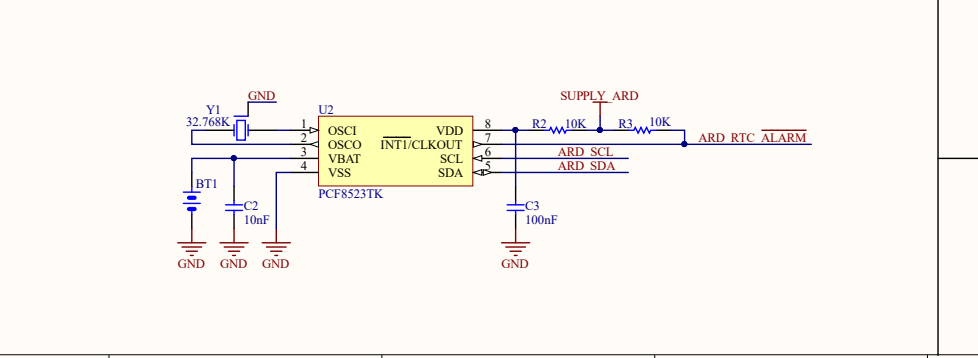 GND
SUPPLY_ARD
Y1
32.768K
U2
1
OSCI
VDD
8
R2
10K
R3
10K
2
OSCO
INT1/CLKOUT
7
ARD_RTC_ALARM
3
VBAT
SCL
6
ARD_SCL
4
VSS
SDA
5
ARD_SDA
PCF8523TK
BT1
C2
10nF
C3
100nF
GND
GND
GND
GND